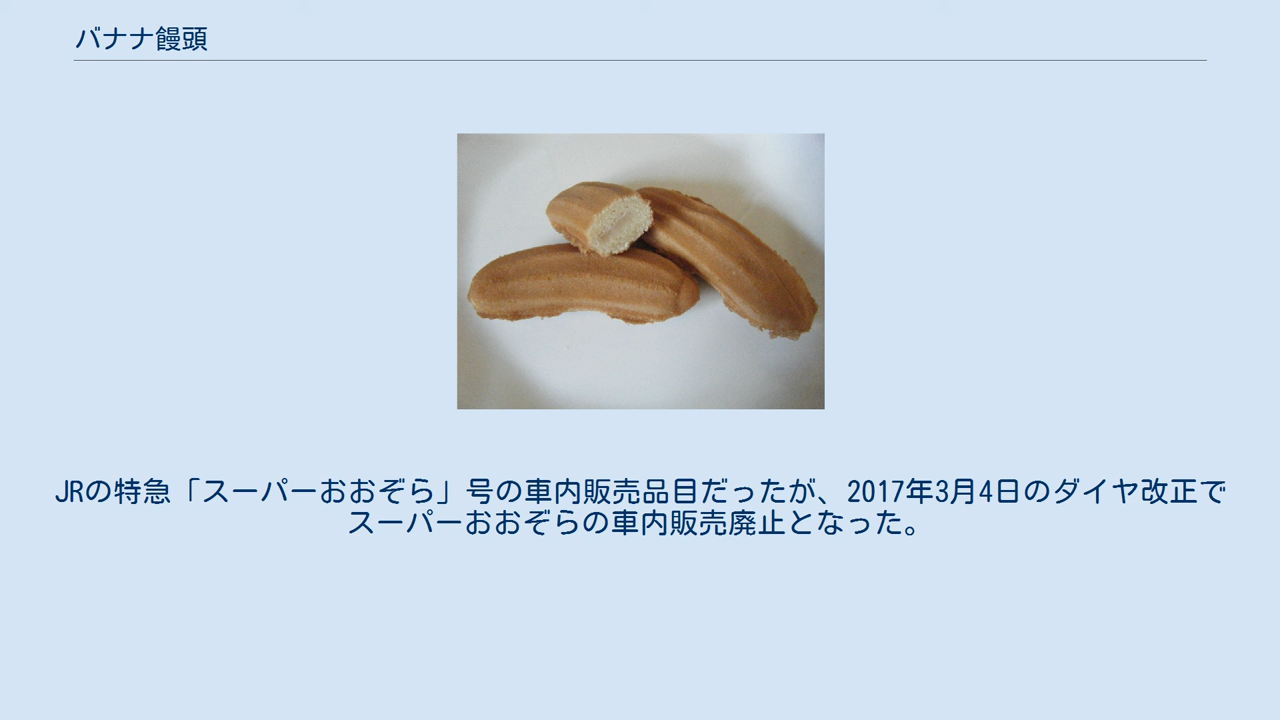 バナナ饅頭
JRの特急「スーパーおおぞら」号の車内販売品目だったが、2017年3月4日のダイヤ改正で
スーパーおおぞらの車内販売廃止となった。